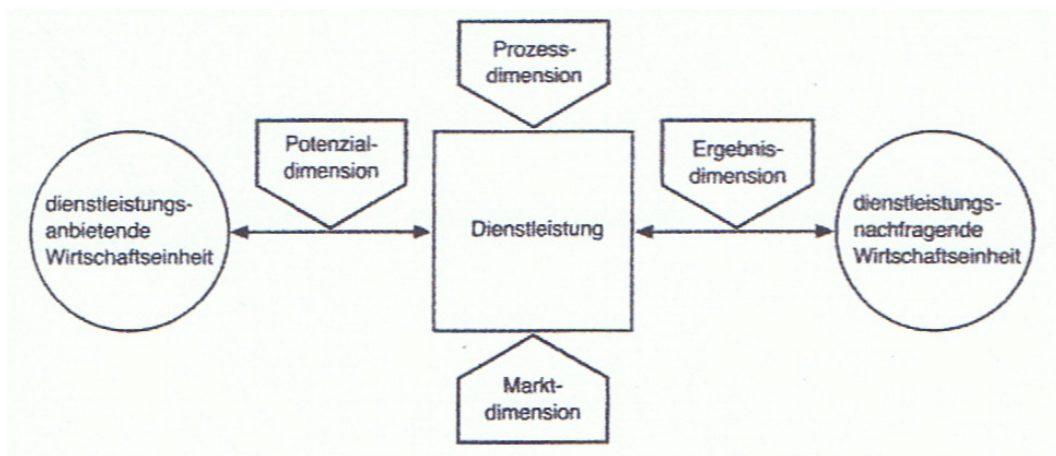 Prozess-
dimension
Potenzial-
dimension
Ergebnis-
dimension
dienstleistungs-
anbietende
Wirtschaftseinheit
Dienstleistung
dienstleistungs-
nachfragende
Wirtschaftseinheit
Markt-
dimension